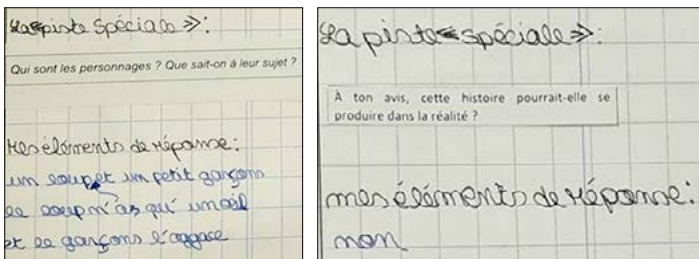 La « piste Spéciale » :
Qui sont les personnages ? Que sait-on à leur sujet ?
Mes éléments de réponse :
un loup et un petit garçons
le loup n'as qu' un œil
et le garçons l'aggace
La piste « spéciale » :
À ton avis, cette histoire pourrait-elle se
produire dans la réalité ?
mes éléments de réponse :
non